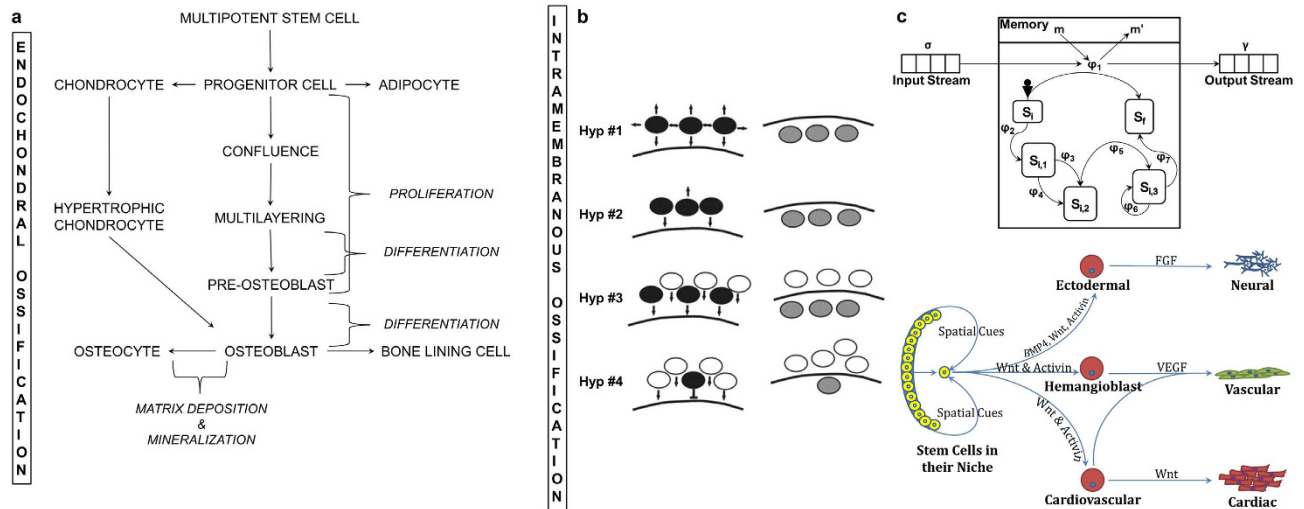 a
ENDOCHONDRAL OSSIFICATION
MULTIPOTENT STEM CELL
CHONDROCYTE
PROGENITOR CELL
ADIPOCYTE
CONFLUENCE
PROLIFERATION
HYPERTROPHIC
CHONDROCYTE
MULTILAYERING
DIFFERENTIATION
PRE-OSTEOBLAST
DIFFERENTIATION
OSTEOCYTE
OSTEOBLAST
BONE LINING CELL
MATRIX DEPOSITION
&
MINERALIZATION
b
INTRAMEMBRANOUS OSSIFICATION
Hyp #1
Hyp #2
Hyp #3
Hyp #4
c
Memory
m
m'
σ
Input Stream
φ1
γ
Output Stream
Si
Sf
φ2
φ3
φ5
φ7
Si,1
φ4
Si,2
Si,3
φ6
Ectodermal
FGF
Neural
Spatial Cues
BMP4, Wnt, Activin
Wnt & Activin
Hemangioblast
VEGF
Vascular
Spatial Cues
Wnt & Activin
Stem Cells in
their Niche
Cardiovascular
Wnt
Cardiac